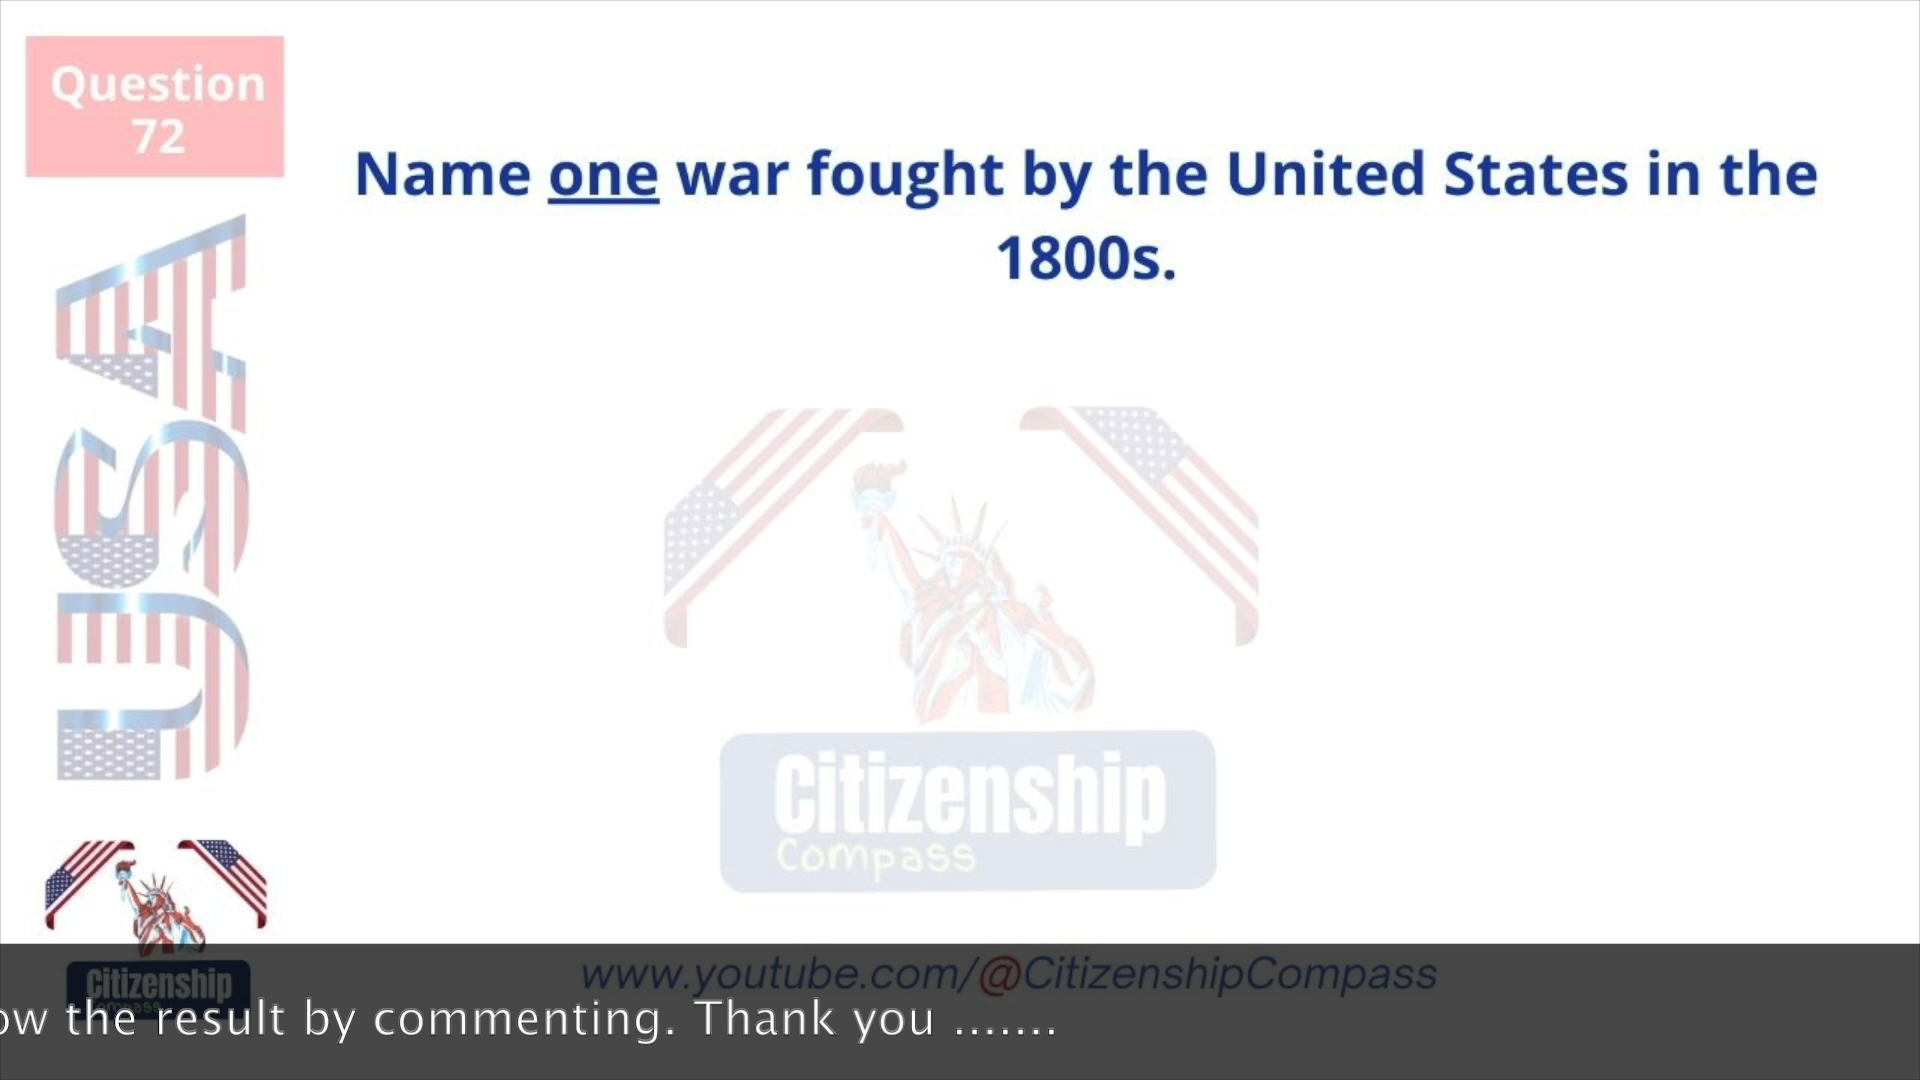 Question
72
Name one war fought by the United States in the
1800s.
USA
Citizenship
Compass
Citizenship
Compass
www.youtube.com/@CitizenshipCompass
ow the result by commenting. Thank you .......